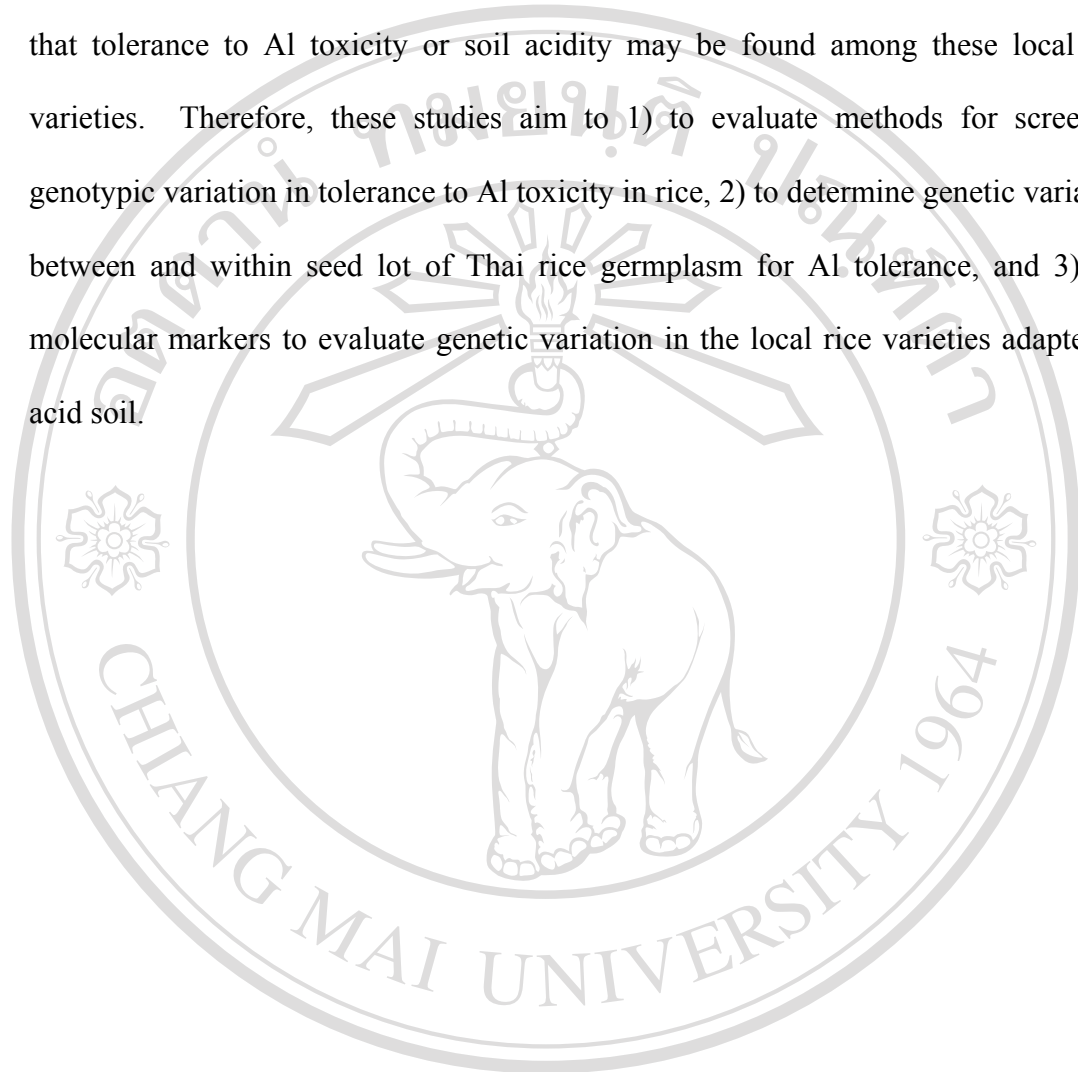 that tolerance to Al toxicity or soil acidity may be found among these local
varieties. Therefore, these studies aim to 1) to evaluate methods for scree
genotypic variation in tolerance to Al toxicity in rice, 2) to determine genetic varia
between and within seed lot of Thai rice germplasm for Al tolerance, and 3)
molecular markers to evaluate genetic variation in the local rice varieties adapte
acid soil.
CHIANG MAI UNIVERSITY 1964